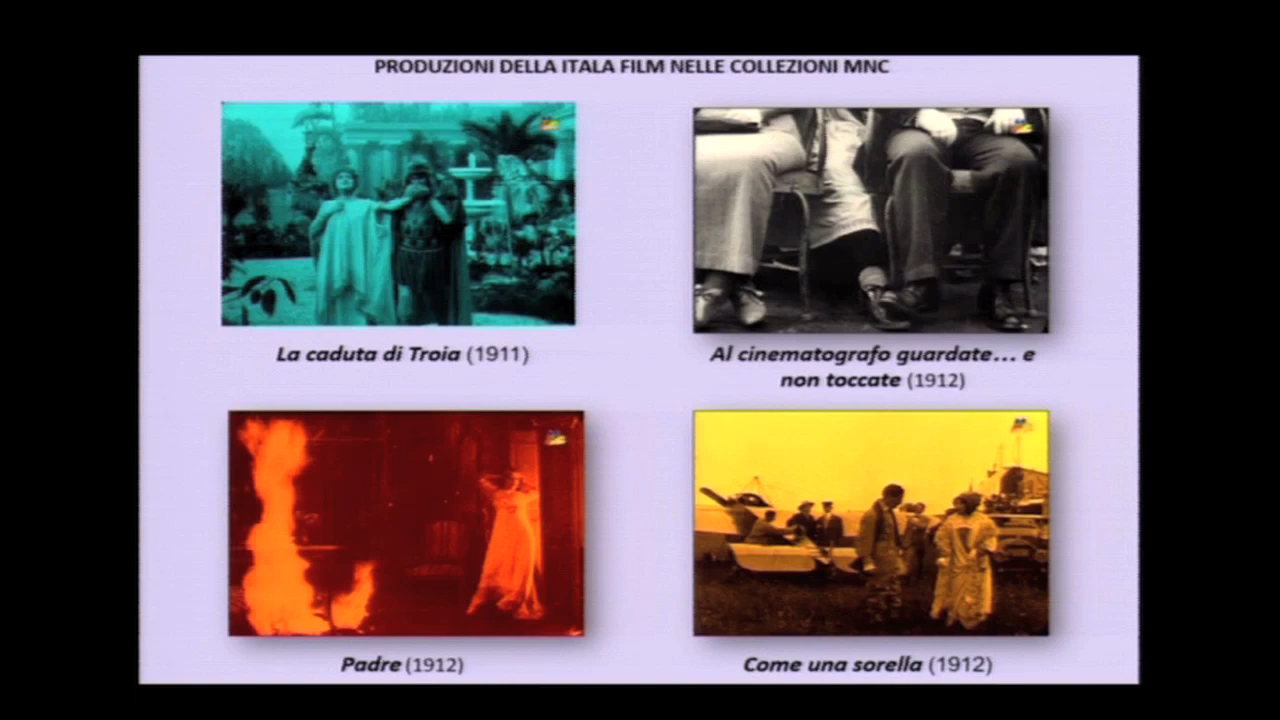 PRODUZIONI DELLA ITALA FILM NELLE COLLEZIONI MNC
La caduta di Troia (1911)
Al cinematografo guardate... e
non toccate (1912)
Padre (1912)
Come una sorella (1912)